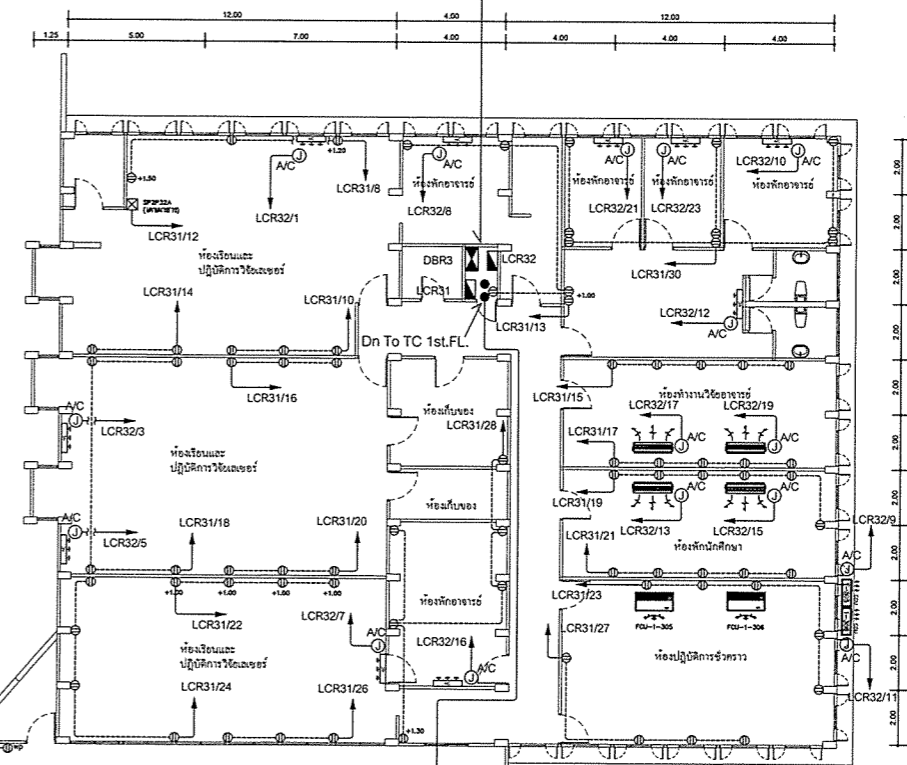 12.00
4.00
12.00
1.25
5.00
7.00
4.00
4.00
4.00
4.00
+1.20
A/C
LCR31/8
A/C
LCR32/8
ห้องพักอาจารย์
A/C
A/C
LCR32/10
A/C
ห้องพักอาจารย์
ห้องพักอาจารย์
ห้องพักอาจารย์
+1.50
2P2P32A
LCR31/12
LCR32/1
LCR32/21
LCR32/23
2.00
ห้องเรียนและ
ปฏิบัติการวิจัยเลเซอร์
DBR3
LCR32
LCR31
LCR31/30
2.00
LCR31/14
LCR31/10
+1.00
LCR31/13
LCR32/12
A/C
2.00
Dn To TC 1st.FL.
LCR31/16
LCR31/15
2.00
A/C
LCR32/3
ห้องเก็บของ
LCR31/28
ห้องทำงานวิจัยอาจารย์
LCR32/17
LCR32/19
LCR31/17
A/C
A/C
2.00
ห้องเรียนและ
ปฏิบัติการวิจัยเลเซอร์
LCR31/19
A/C
A/C
2.00
A/C
LCR32/5
LCR31/18
LCR31/20
ห้องเก็บของ
LCR31/21
LCR32/13
LCR32/15
LCR32/9
ห้องพักนักศึกษา
2.00
A/C
+1.00
+1.00
+1.00
+1.00
LCR31/23
2.00
LCR31/22
LCR32/7
ห้องพักอาจารย์
FCU-1-305
FCU-1-306
A/C
LCR32/16
A/C
LCR31/27
2.00
ห้องเรียนและ
ปฏิบัติการวิจัยเลเซอร์
ห้องปฏิบัติการชั่วคราว
A/C
LCR31/24
LCR31/26
LCR32/11
2.00
+1.30
WP